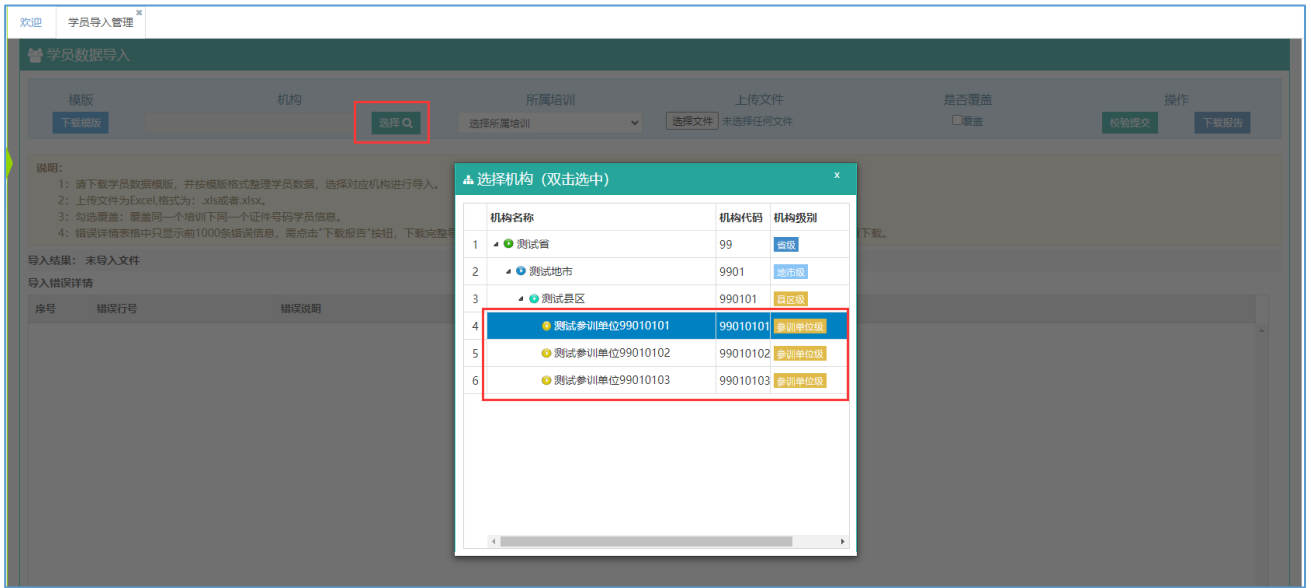 欢迎 学员导入管理
学员数据导入
模版 机构 所属培训 上传文件 是否覆盖 操作
下载模版 选择 选择所属培训 选择文件 未选择任何文件 覆盖 校验提交 下载报告
说明：
1：请下载学员数据模版，并按模版格式整理学员数据，选择对应机构进行导入。
2：上传文件为Excel,格式为：.xls或者.xlsx。
3：勾选覆盖：覆盖同一个培训下同一个证件号码学员信息。
4：错误详情表格中只显示前1000条错误信息，需点击"下载报告"按钮，下载完整导
下载。
导入结果： 未导入文件
导入错误详情
序号 错误行号 错误说明
选择机构（双击选中） x
机构名称 机构代码 机构级别
1 测试省 99 省级
2 测试地市 9901 地市级
3 测试县区 990101 县区级
4 测试参训单位99010101 99010101 参训单位级
5 测试参训单位99010102 99010102 参训单位级
6 测试参训单位99010103 99010103 参训单位级